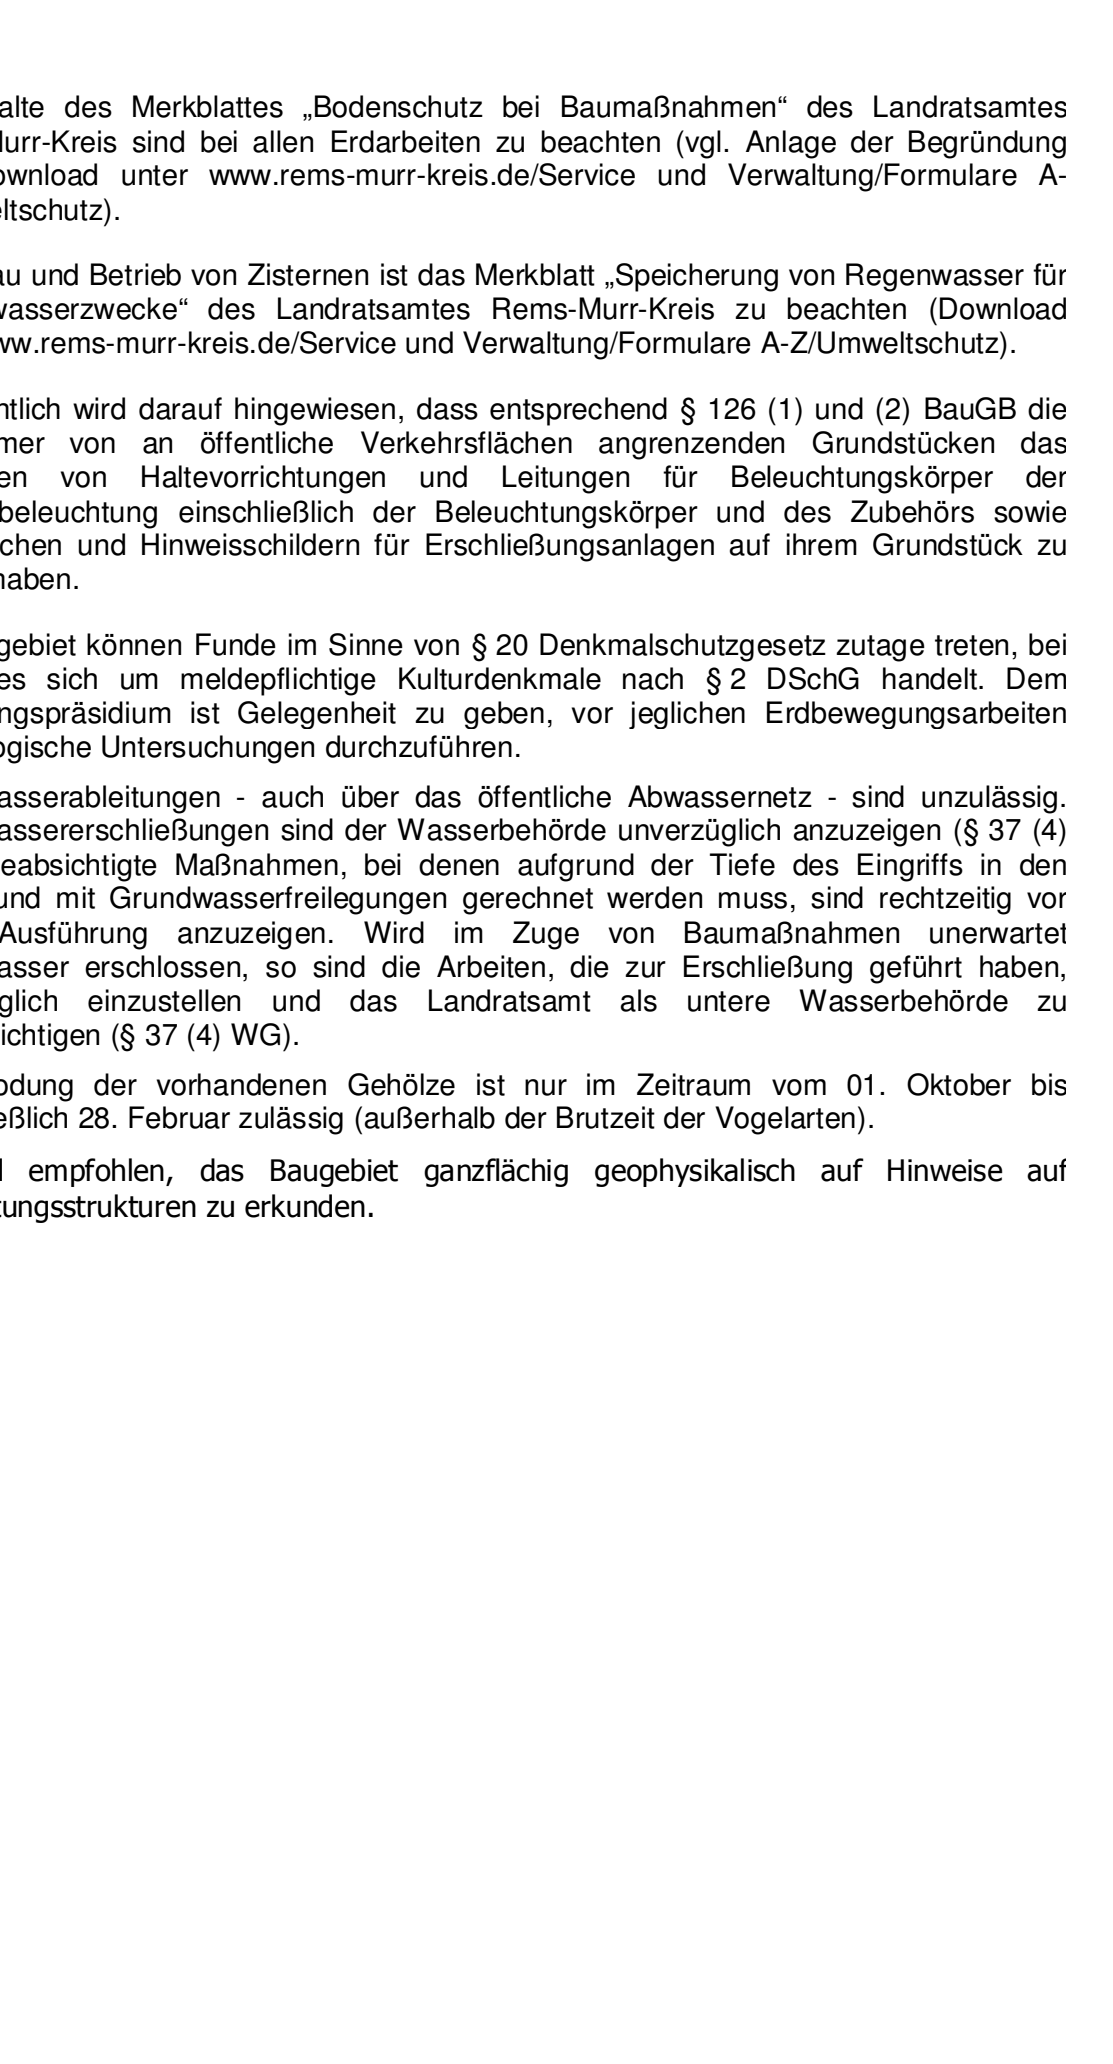 alte des Merkblattes „Bodenschutz bei Baumaßnahmen“ des Landratsamtes
Murr-Kreis sind bei allen Erdarbeiten zu beachten (vgl. Anlage der Begründung
ownload unter www.rems-murr-kreis.de/Service und Verwaltung/Formulare A-
eltschutz).
au und Betrieb von Zisternen ist das Merkblatt „Speicherung von Regenwasser für
wasserzwecke“ des Landratsamtes Rems-Murr-Kreis zu beachten (Download
ww.rems-murr-kreis.de/Service und Verwaltung/Formulare A-Z/Umweltschutz).
ntlich wird darauf hingewiesen, dass entsprechend § 126 (1) und (2) BauGB die
mer von an öffentliche Verkehrsflächen angrenzenden Grundstücken das
en von Haltevorrichtungen und Leitungen für Beleuchtungskörper der
beleuchtung einschließlich der Beleuchtungskörper und des Zubehörs sowie
chen und Hinweisschildern für Erschließungsanlagen auf ihrem Grundstück zu
haben.
gebiet können Funde im Sinne von § 20 Denkmalschutzgesetz zutage treten, bei
es sich um meldepflichtige Kulturdenkmale nach § 2 DSchG handelt. Dem
ngspräsidium ist Gelegenheit zu geben, vor jeglichen Erdbewegungsarbeiten
ogische Untersuchungen durchzuführen.
asserableitungen - auch über das öffentliche Abwassernetz - sind unzulässig.
assererschließungen sind der Wasserbehörde unverzüglich anzuzeigen (§ 37 (4)
eabsichtigte Maßnahmen, bei denen aufgrund der Tiefe des Eingriffs in den
und mit Grundwasserfreilegungen gerechnet werden muss, sind rechtzeitig vor
Ausführung anzuzeigen. Wird im Zuge von Baumaßnahmen unerwartet
asser erschlossen, so sind die Arbeiten, die zur Erschließung geführt haben,
glich einzustellen und das Landratsamt als untere Wasserbehörde zu
ichtigen (§ 37 (4) WG).
odung der vorhandenen Gehölze ist nur im Zeitraum vom 01. Oktober bis
eßlich 28. Februar zulässig (außerhalb der Brutzeit der Vogelarten).
d empfohlen, das Baugebiet ganzflächig geophysikalisch auf Hinweise auf
tungsstrukturen zu erkunden.